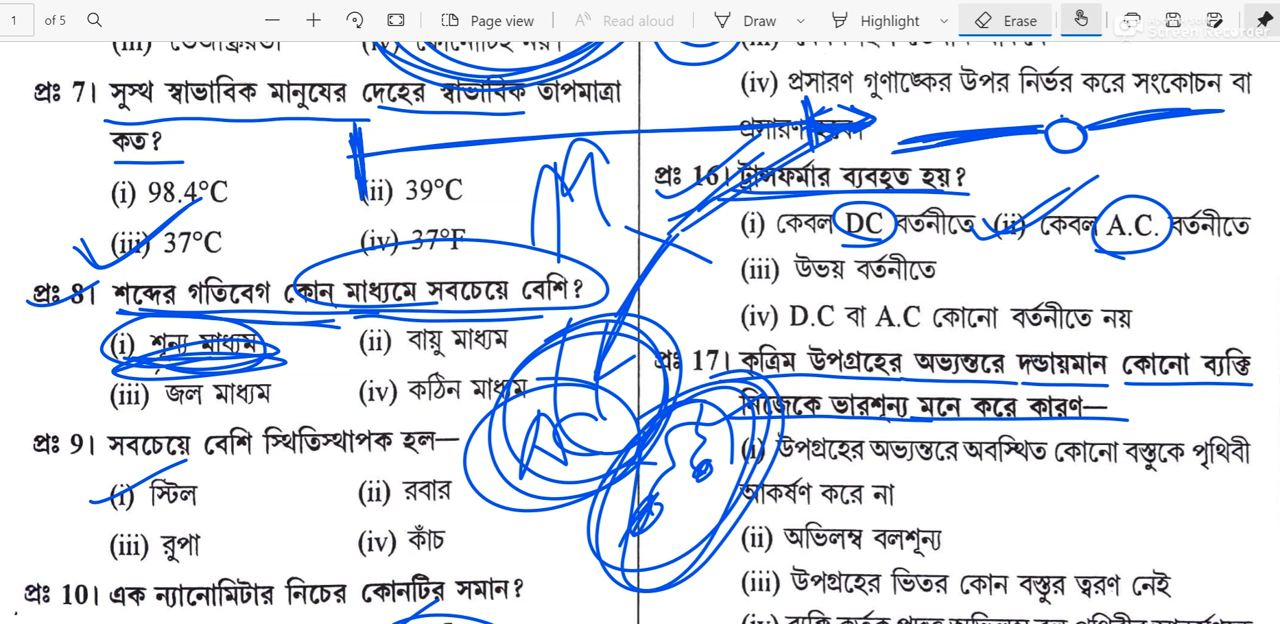 1 of 5 Page view Read aloud Draw Highlight Erase
Screen Recorder
প্রঃ 7। সুস্থ স্বাভাবিক মানুষের দেহের স্বাভাবিক তাপমাত্রা
কত?
(i) 98.4°C (ii) 39°C
(iii) 37°C (iv) 37°F
প্রঃ 8। শব্দের গতিবেগ কোন্ মাধ্যমে সবচেয়ে বেশি?
(i) শূন্য মাধ্যম (ii) বায়ু মাধ্যম
(iii) জল মাধ্যম (iv) কঠিন মাধ্যম
প্রঃ 9। সবচেয়ে বেশি স্থিতিস্থাপক হল—
(i) স্টিল (ii) রবার
(iii) রুপা (iv) কাঁচ
প্রঃ 10। এক ন্যানোমিটার নিচের কোনটির সমান?
(iv) প্রসারণ গুণাঙ্কের উপর নির্ভর করে সংকোচন বা
প্রসারণ হবে।
প্রঃ 16। ট্রান্সফর্মার ব্যবহৃত হয়?
(i) কেবল DC বর্তনীতে (ii) কেবল A.C. বর্তনীতে
(iii) উভয় বর্তনীতে
(iv) D.C বা A.C কোনো বর্তনীতে নয়
প্রঃ 17। কৃত্রিম উপগ্রহের অভ্যন্তরে দন্ডায়মান কোনো ব্যক্তি
নিজেকে ভারশূন্য মনে করে কারণ—
(i) উপগ্রহের অভ্যন্তরে অবস্থিত কোনো বস্তুকে পৃথিবী
আকর্ষণ করে না
(ii) অভিলম্ব বলশূন্য
(iii) উপগ্রহের ভিতর কোন বস্তুর ত্বরণ নেই